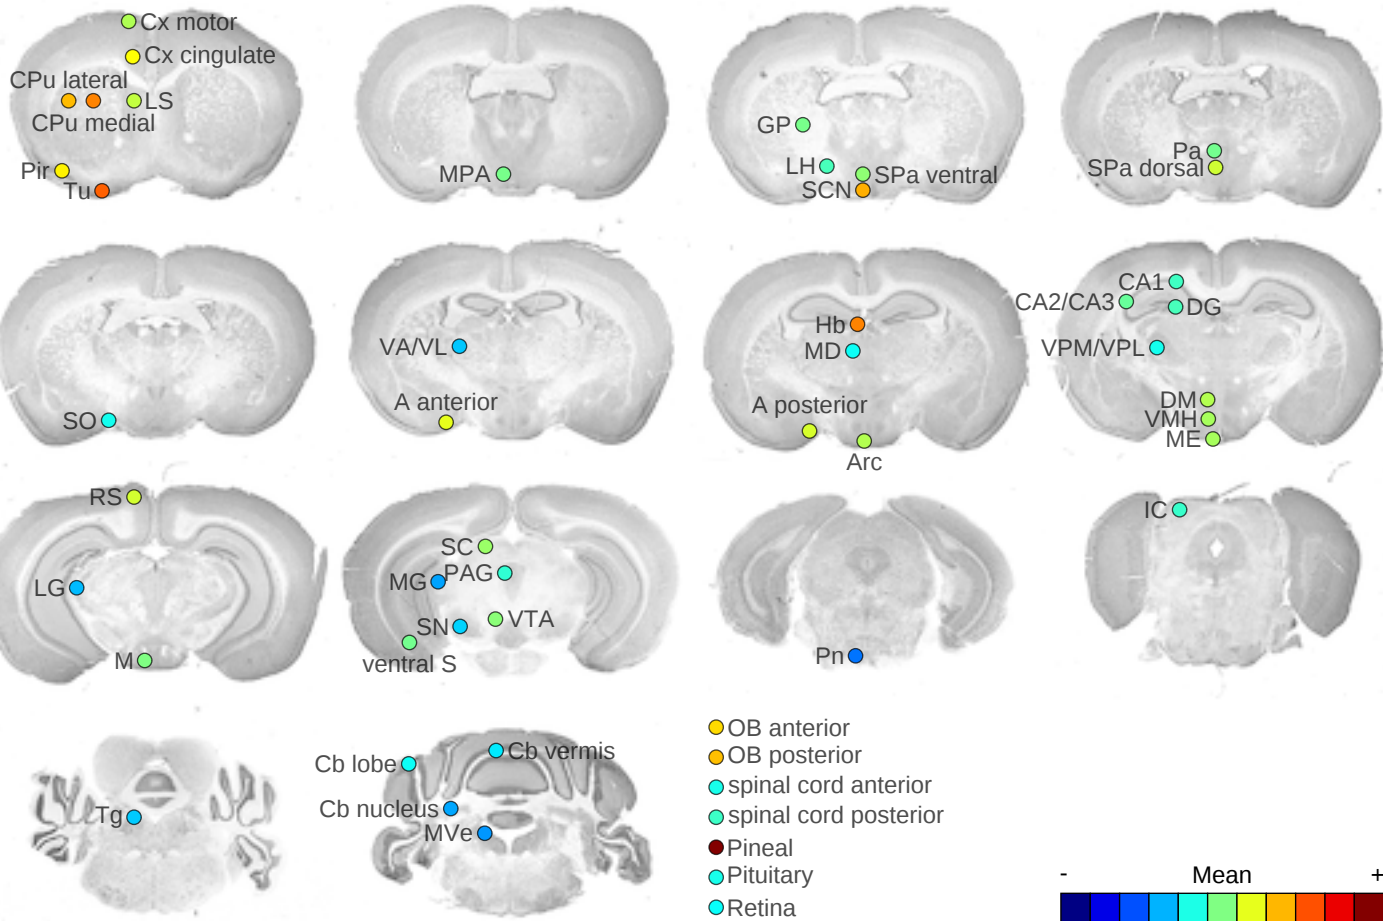 Cx motor
Cx cingulate
CPu lateral
LS
CPu medial
Pir
Tu
MPA
GP
LH
SPa ventral
SCN
Pa
SPa dorsal
SO
VA/VL
A anterior
Hb
MD
A posterior
Arc
CA1
CA2/CA3
DG
VPM/VPL
DM
VMH
ME
RS
LG
M
SC
PAG
MG
VTA
SN
ventral S
Pn
IC
Tg
Cb vermis
Cb lobe
Cb nucleus
MVe
OB anterior
OB posterior
spinal cord anterior
spinal cord posterior
Pineal
Pituitary
Retina
- Mean +